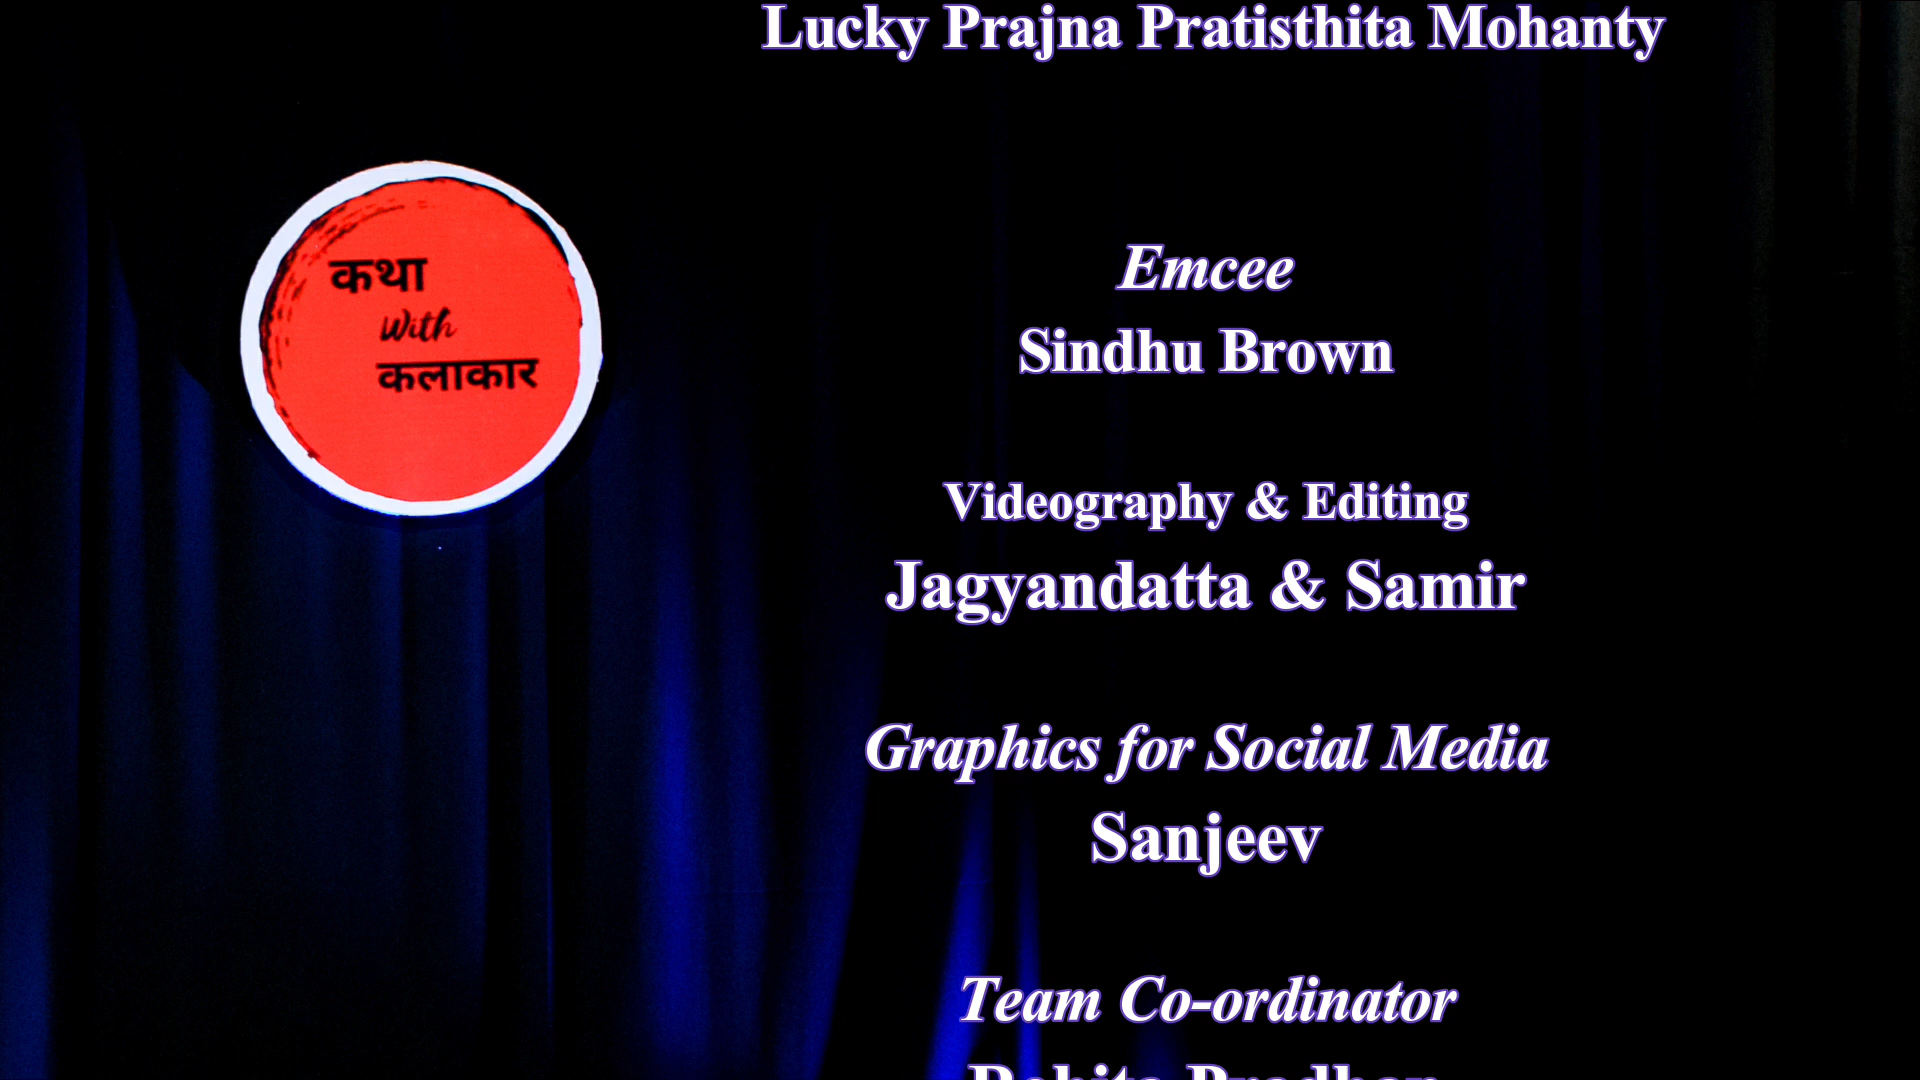 Lucky Prajna Pratisthita Mohanty
कथा
With
कलाकार
Emcee
Sindhu Brown
Videography & Editing
Jagyandatta & Samir
Graphics for Social Media
Sanjeev
Team Co-ordinator